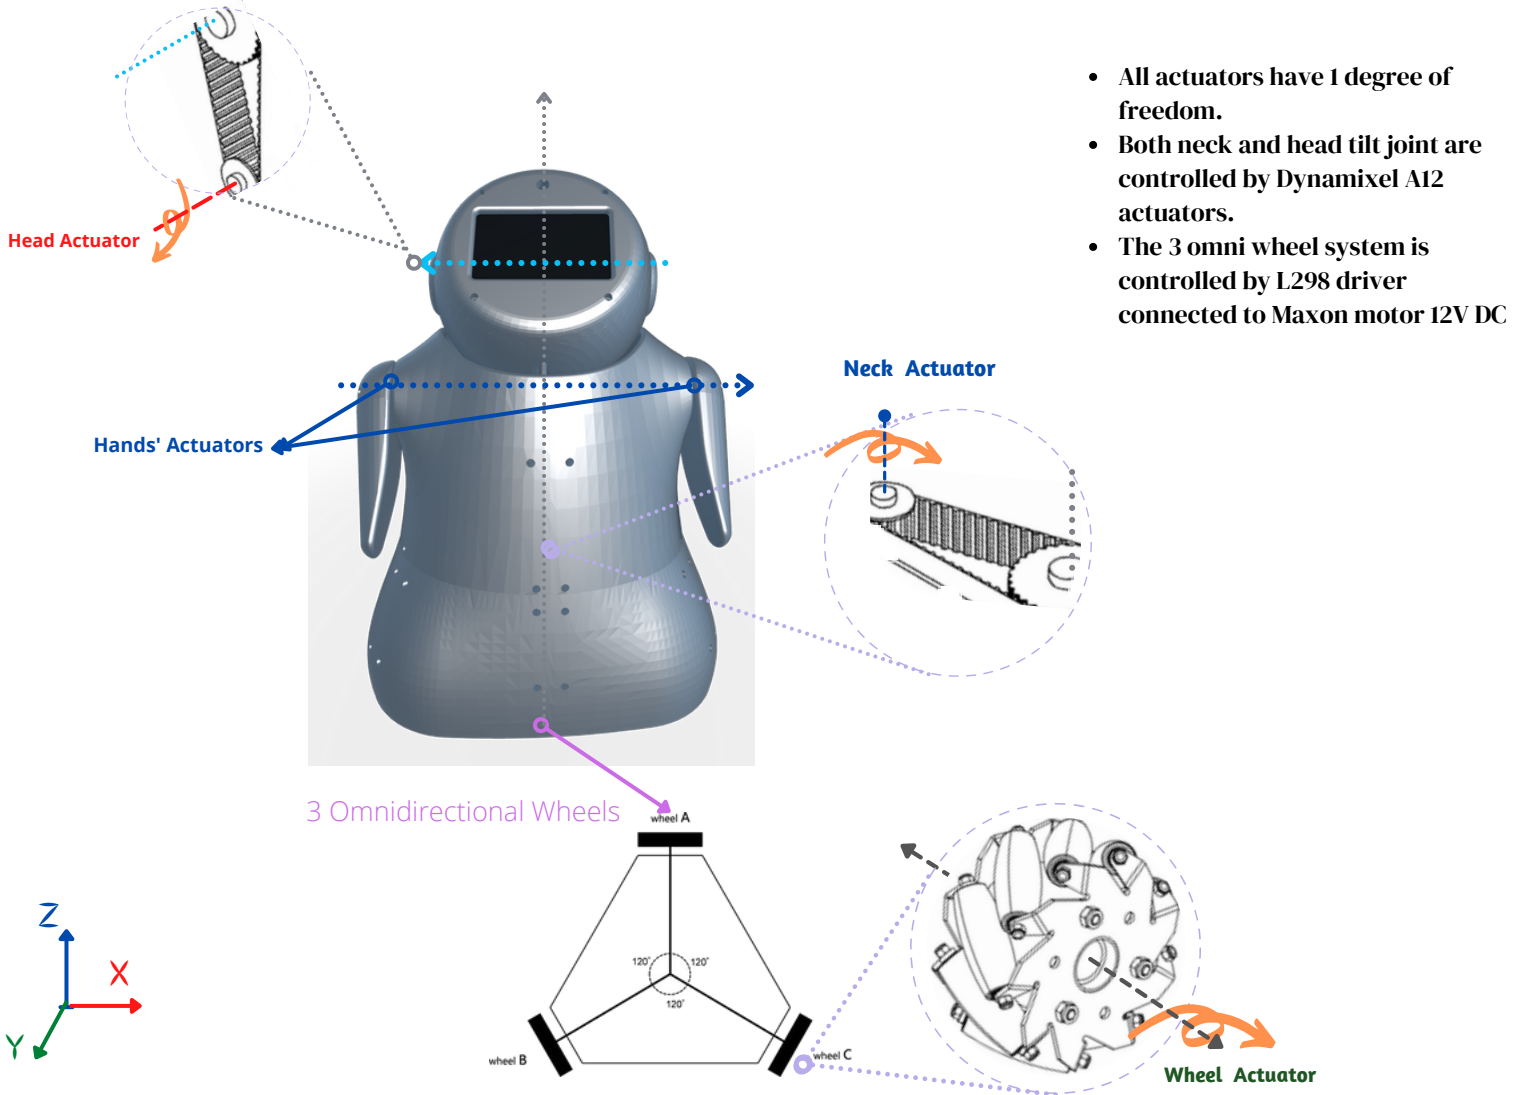 • All actuators have 1 degree of
freedom.
• Both neck and head tilt joint are
controlled by Dynamixel A12
actuators.
• The 3 omni wheel system is
controlled by L298 driver
connected to Maxon motor 12V DC
Head Actuator
Neck Actuator
Hands' Actuators
3 Omnidirectional Wheels
wheel A
120°
120°
120°
wheel B
wheel C
Wheel Actuator
Z
X
Y